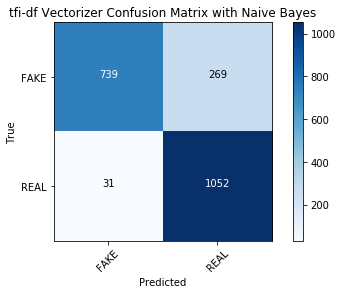 tfi-df Vectorizer Confusion Matrix with Naive Bayes
FAKE
REAL
True
739
269
31
1052
FAKE
REAL
Predicted
1000
800
600
400
200